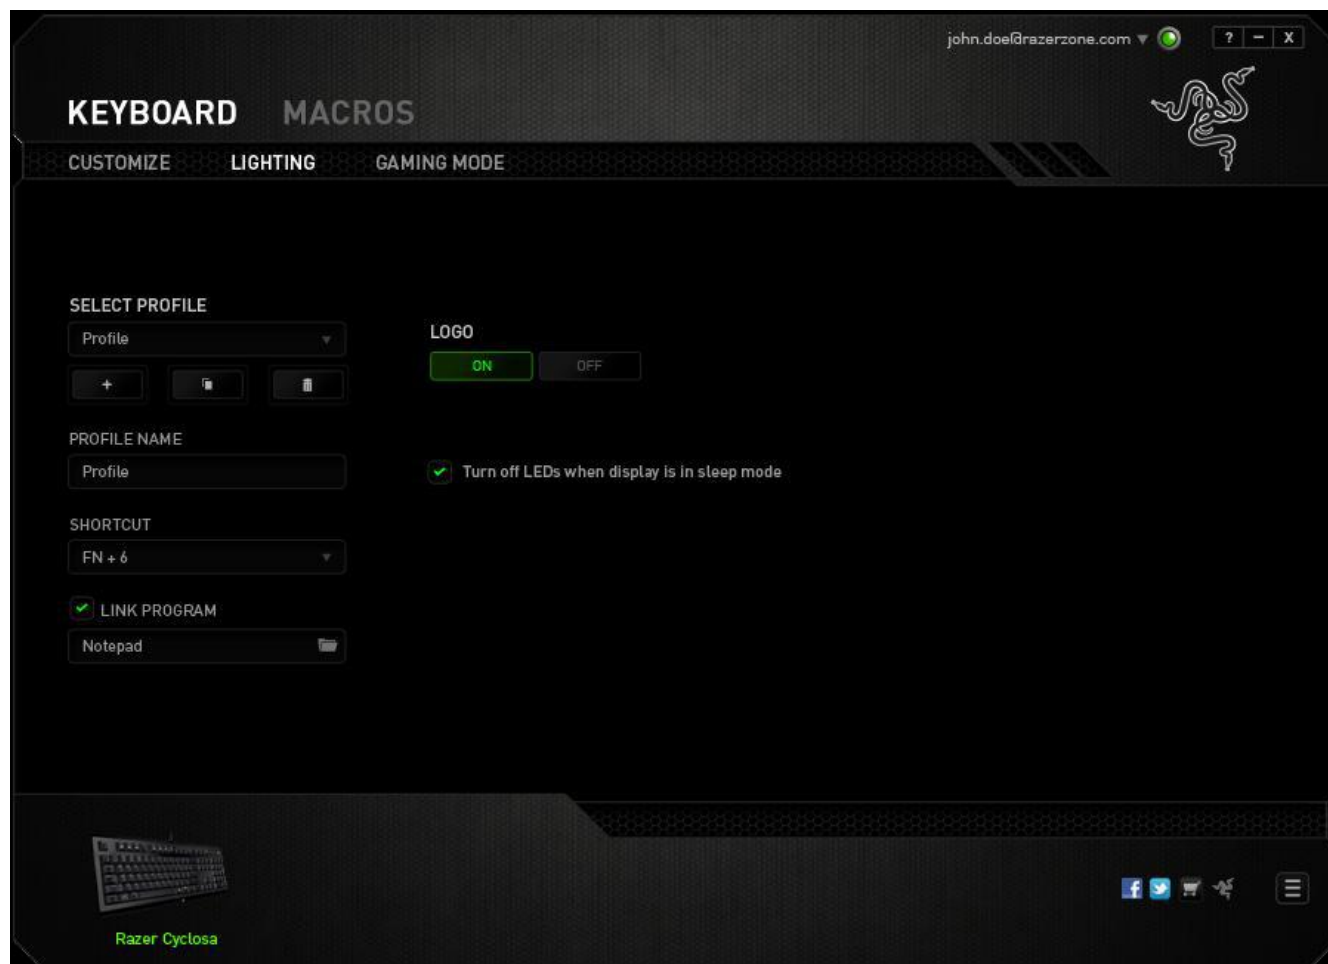 john.doe@razerzone.com
? – X
KEYBOARD MACROS
CUSTOMIZE LIGHTING GAMING MODE
SELECT PROFILE
Profile
LOGO
ON OFF
+
PROFILE NAME
Profile
Turn off LEDs when display is in sleep mode
SHORTCUT
FN + 6
LINK PROGRAM
Notepad
Razer Cyclosa